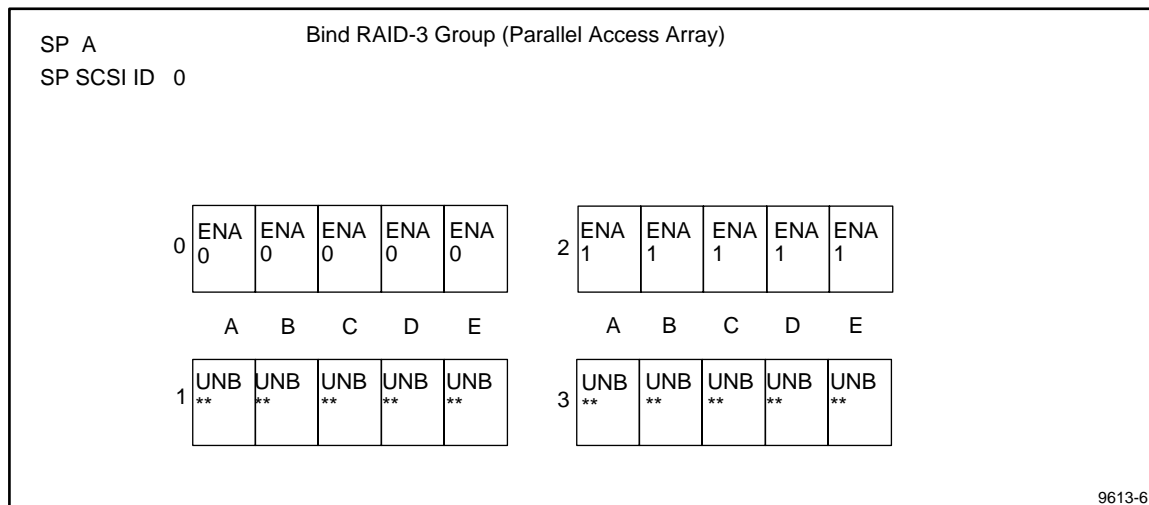 Bind RAID-3 Group (Parallel Access Array)
SP A
SP SCSI ID 0
0 ENA ENA ENA ENA ENA
0 0 0 0 0
2 ENA ENA ENA ENA ENA
1 1 1 1 1
A B C D E
A B C D E
1 UNB UNB UNB UNB UNB
** ** ** ** **
3 UNB UNB UNB UNB UNB
** ** ** ** **
9613-6